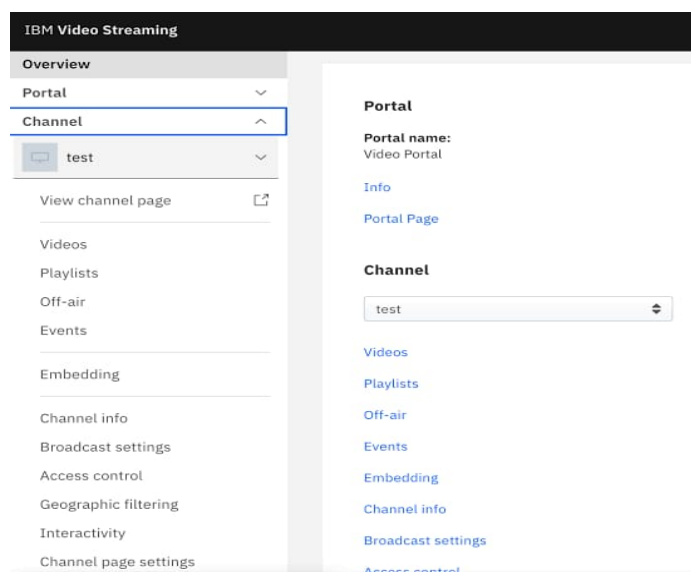 IBM Video Streaming
Overview
Portal
Channel
test
View channel page
Videos
Playlists
Off-air
Events
Embedding
Channel info
Broadcast settings
Access control
Geographic filtering
Interactivity
Channel page settings
Portal
Portal name:
Video Portal
Info
Portal Page
Channel
test
Videos
Playlists
Off-air
Events
Embedding
Channel info
Broadcast settings
Access control